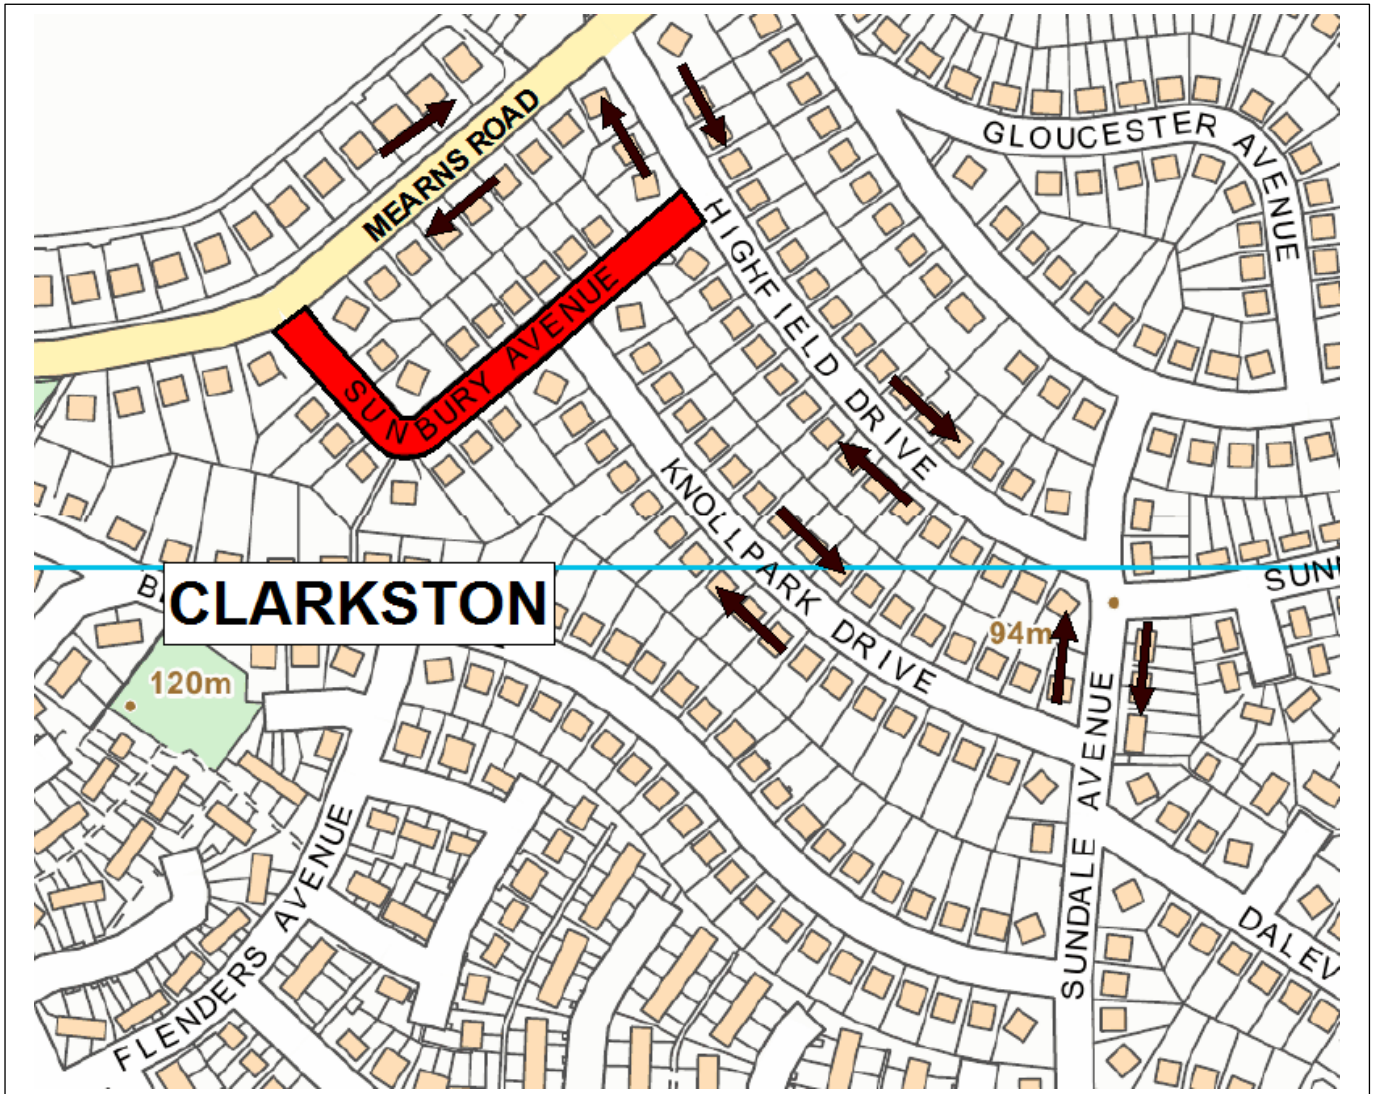 MEARNS ROAD
GLOUCESTER AVENUE
HIGHFIELD DRIVE
SUNBURY AVENUE
KNOLLPARK DRIVE
CLARKSTON
94m
120m
SUNDALE AVENUE
FLENDERS AVENUE